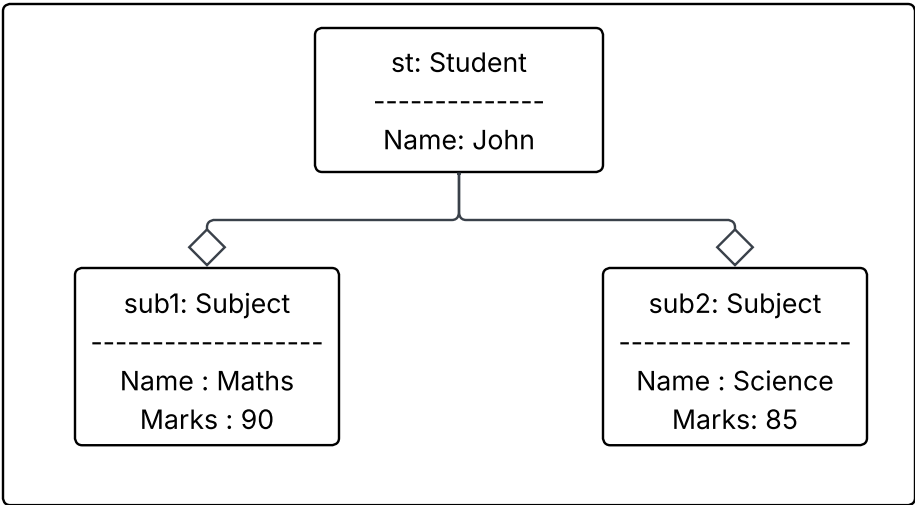 st: Student
---------------
Name: John
sub1: Subject
--------------------
Name : Maths
Marks : 90
sub2: Subject
--------------------
Name : Science
Marks: 85